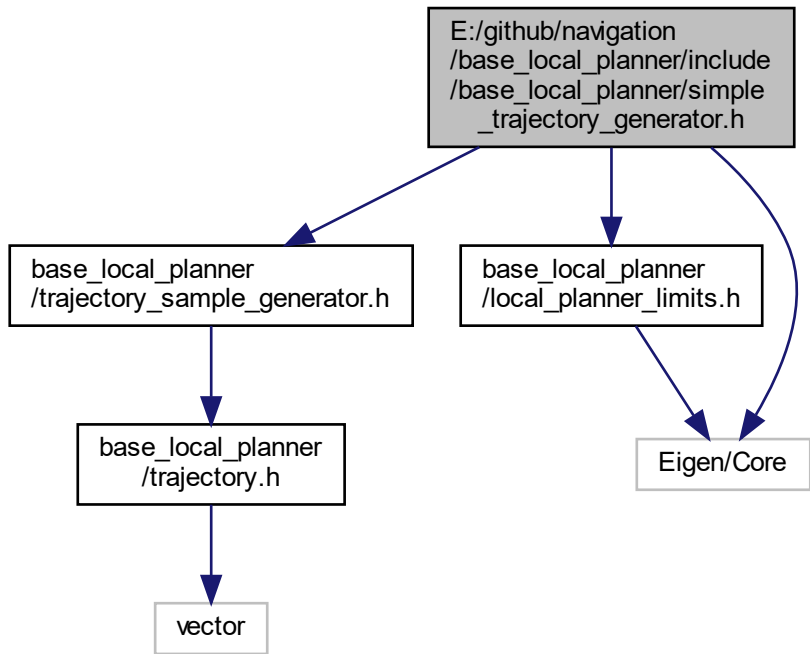 E:/github/navigation
/base_local_planner/include
/base_local_planner/simple
_trajectory_generator.h
base_local_planner
/trajectory_sample_generator.h
base_local_planner
/local_planner_limits.h
base_local_planner
/trajectory.h
Eigen/Core
vector